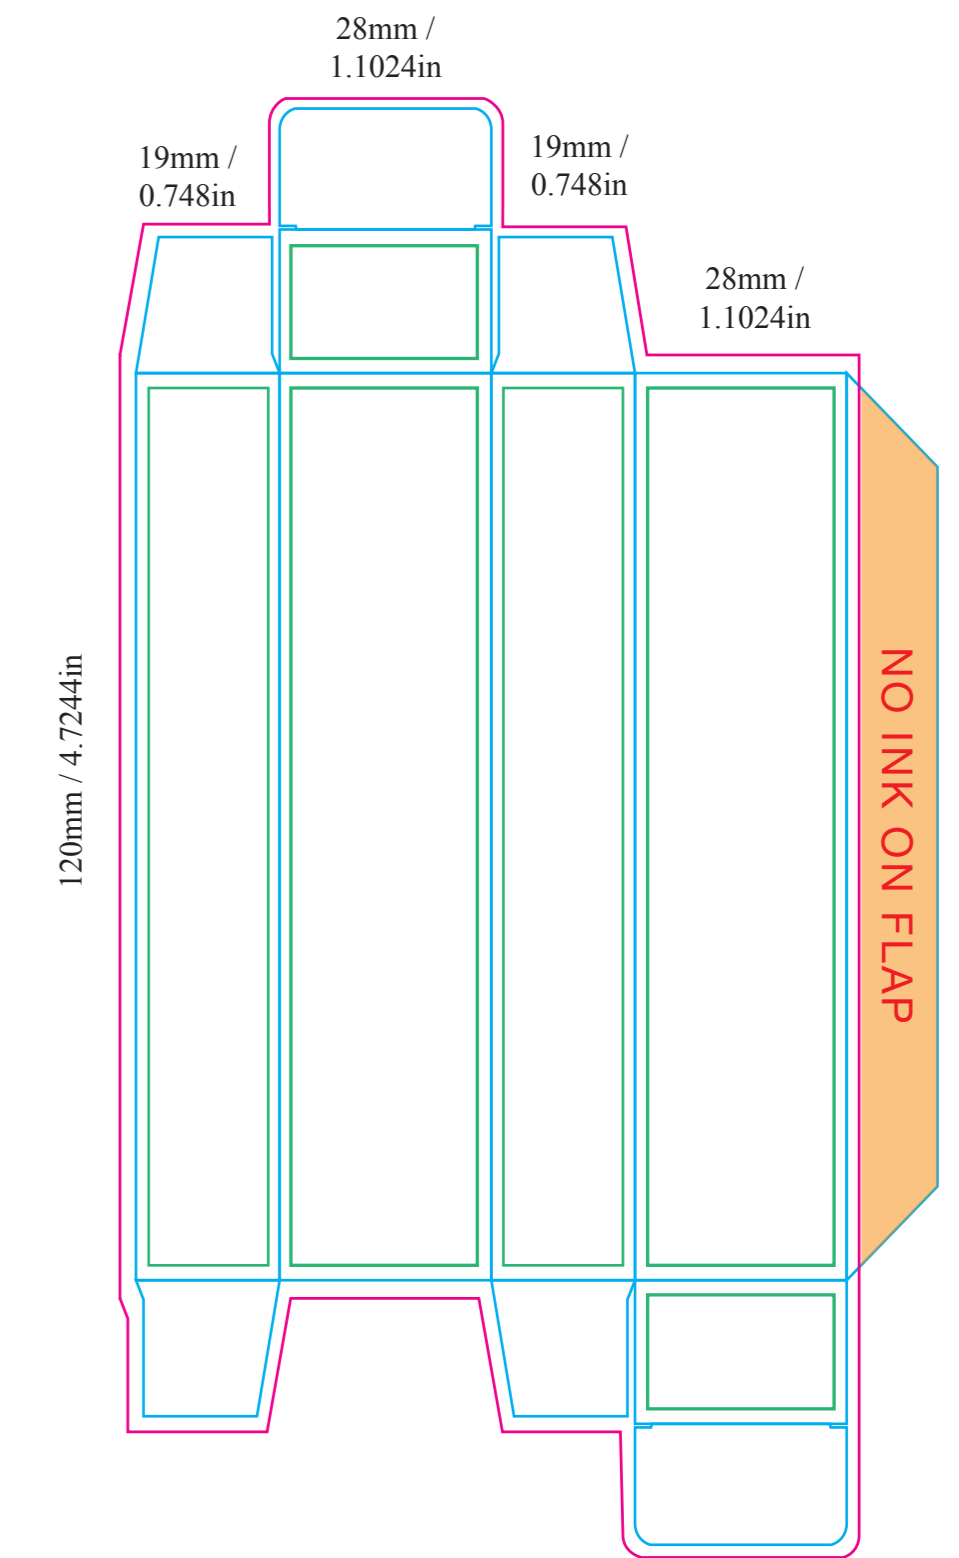 28mm /
1.1024in
19mm /
0.748in
19mm /
0.748in
28mm /
1.1024in
120mm / 4.7244in
NO INK ON FLAP